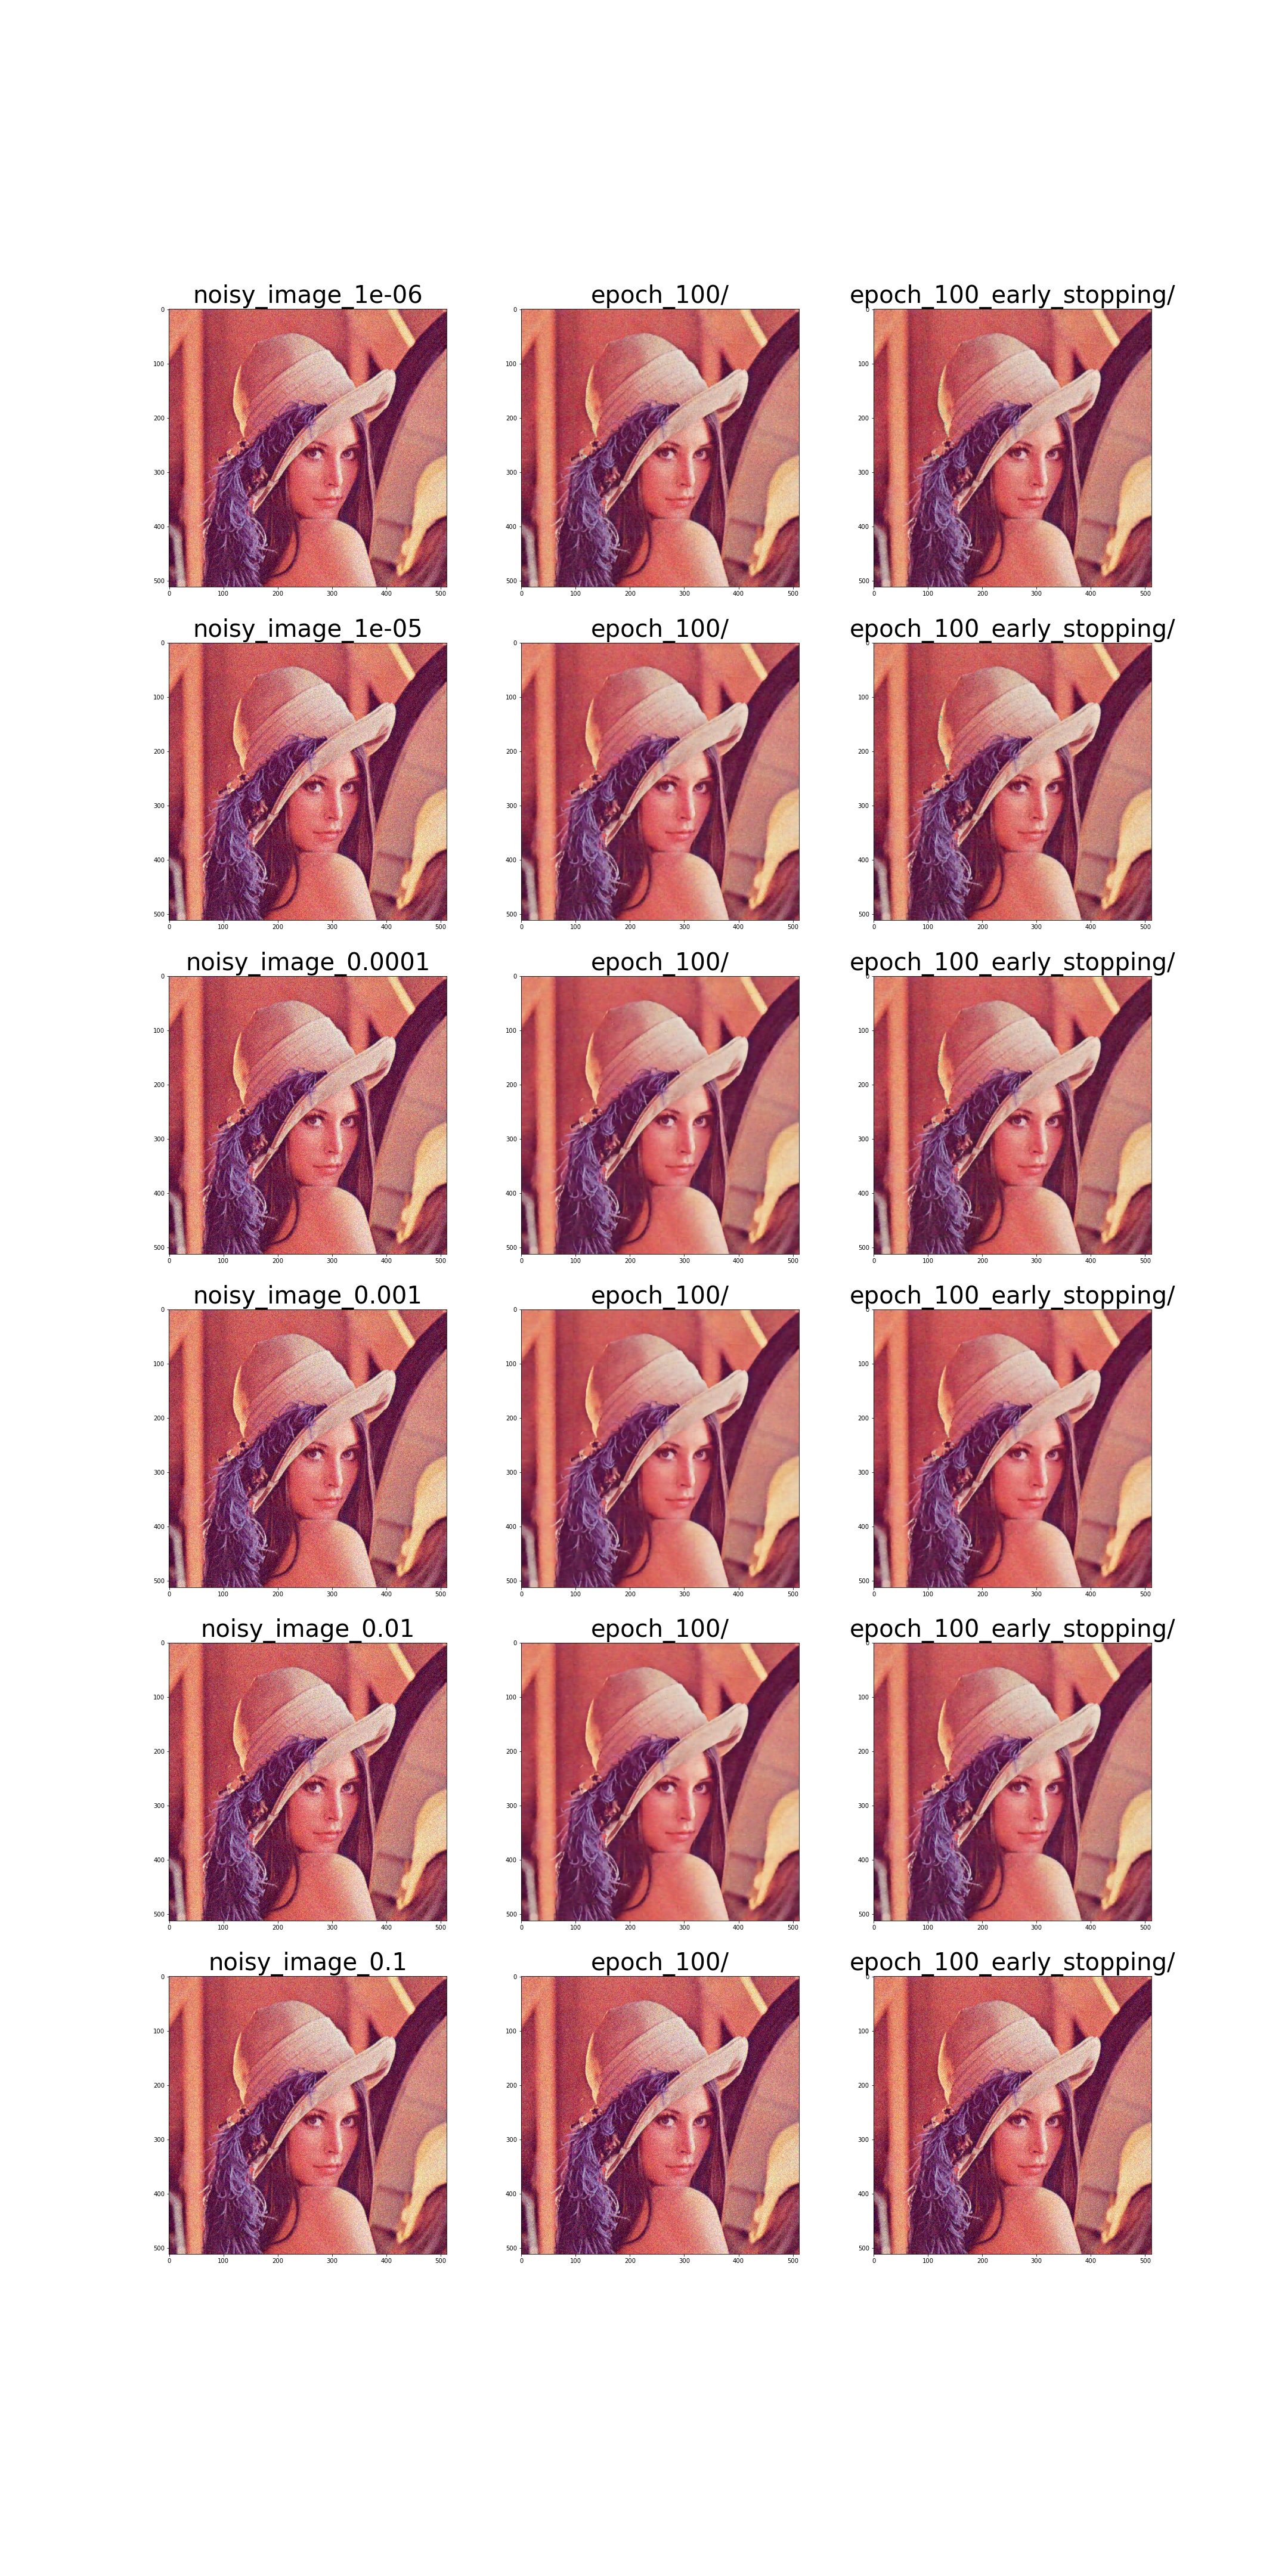 noisy_image_1e-06 epoch_100/ epoch_100_early_stopping/
0 0 0
100 100 100
200 200 200
300 300 300
400 400 400
500 500 500
0 100 200 300 400 500 0 100 200 300 400 500 0 100 200 300 400 500
noisy_image_1e-05 epoch_100/ epoch_100_early_stopping/
0 0 0
100 100 100
200 200 200
300 300 300
400 400 400
500 500 500
0 100 200 300 400 500 0 100 200 300 400 500 0 100 200 300 400 500
noisy_image_0.0001 epoch_100/ epoch_100_early_stopping/
0 0 0
100 100 100
200 200 200
300 300 300
400 400 400
500 500 500
0 100 200 300 400 500 0 100 200 300 400 500 0 100 200 300 400 500
noisy_image_0.001 epoch_100/ epoch_100_early_stopping/
0 0 0
100 100 100
200 200 200
300 300 300
400 400 400
500 500 500
0 100 200 300 400 500 0 100 200 300 400 500 0 100 200 300 400 500
noisy_image_0.01 epoch_100/ epoch_100_early_stopping/
0 0 0
100 100 100
200 200 200
300 300 300
400 400 400
500 500 500
0 100 200 300 400 500 0 100 200 300 400 500 0 100 200 300 400 500
noisy_image_0.1 epoch_100/ epoch_100_early_stopping/
0 0 0
100 100 100
200 200 200
300 300 300
400 400 400
500 500 500
0 100 200 300 400 500 0 100 200 300 400 500 0 100 200 300 400 500